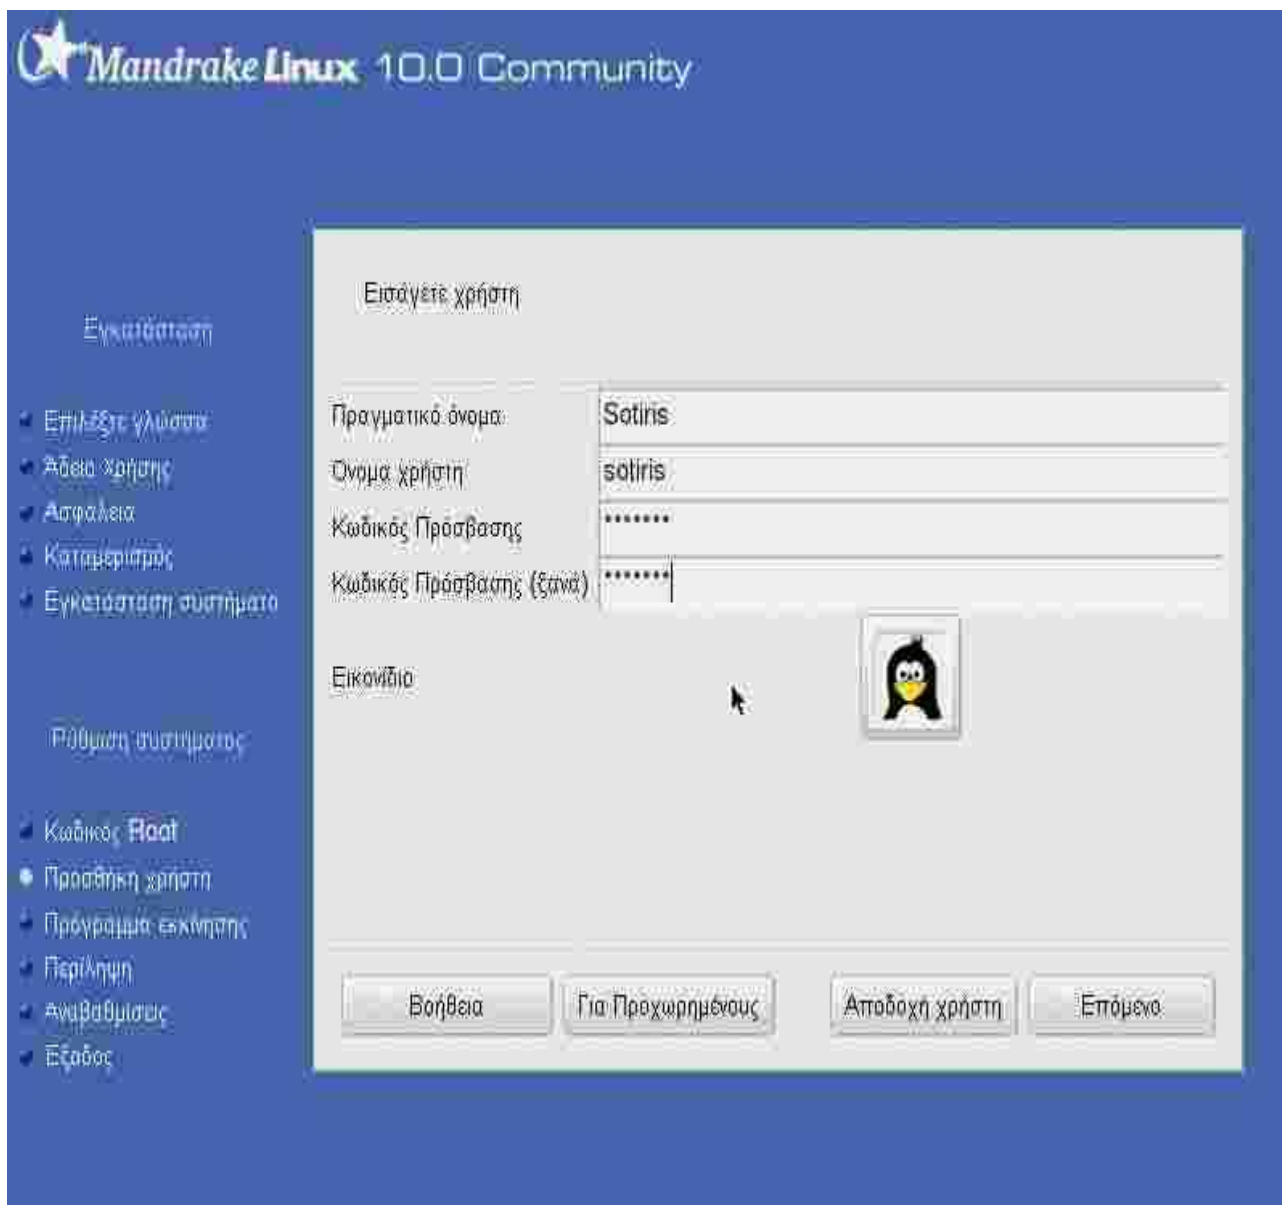 Mandrake Linux 10.0 Community
Εισάγετε χρήστη
Εγκατάσταση
Επιλέξτε γλώσσα
Άδεια Χρήσης
Ασφάλεια
Καταμερισμός
Εγκατάσταση συστήματο
Πραγματικό όνομα
Sotiris
Όνομα χρήστη
sotiris
Κωδικός Πρόσβασης
•••••••
Κωδικός Πρόσβασης (ξανά)
•••••••
Εικονίδιο
Ρύθμιση συστήματος
Κωδικός Root
Προσθήκη χρήστη
Πρόγραμμα εκκίνησης
Περίληψη
Αναβαθμίσεις
Έξοδος
Βοήθεια
Για Προχωρημένους
Αποδοχή χρήστη
Επόμενο